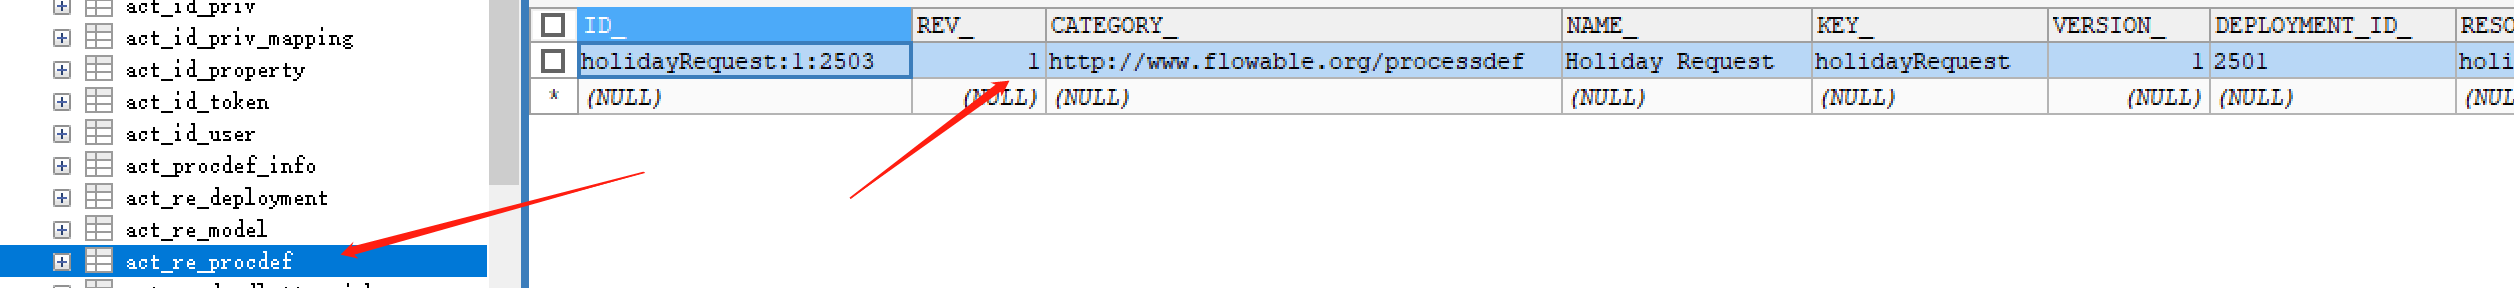 act_id_priv
act_id_priv_mapping
act_id_property
act_id_token
act_id_user
act_procdef_info
act_re_deployment
act_re_model
act_re_procdef
ID_ REV_ CATEGORY_ NAME_ KEY_ VERSION_ DEPLOYMENT_ID_ RESO
holidayRequest:1:2503 1 http://www.flowable.org/processdef Holiday Request holidayRequest 1 2501 holi
* (NULL) (NULL) (NULL) (NULL) (NULL) (NULL) (NULL) (NUL